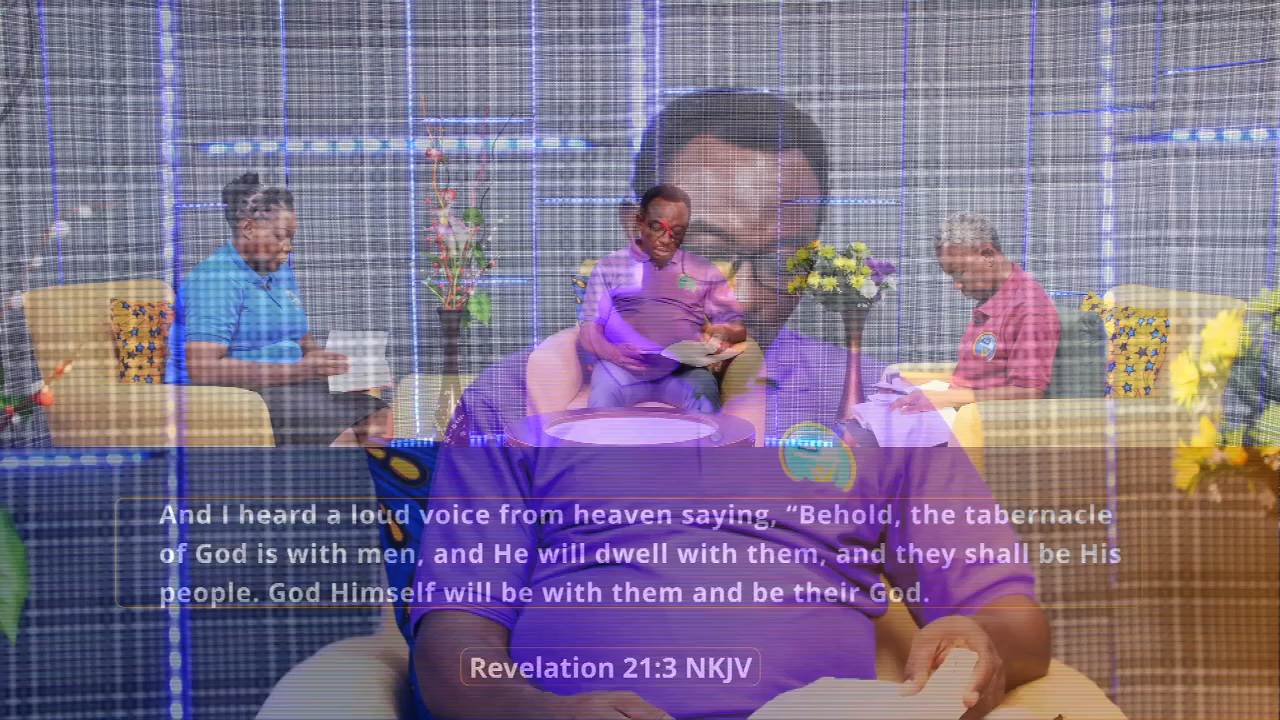 And I heard a loud voice from heaven saying, “Behold, the tabernacle
of God is with men, and He will dwell with them, and they shall be His
people. God Himself will be with them and be their God.
Revelation 21:3 NKJV